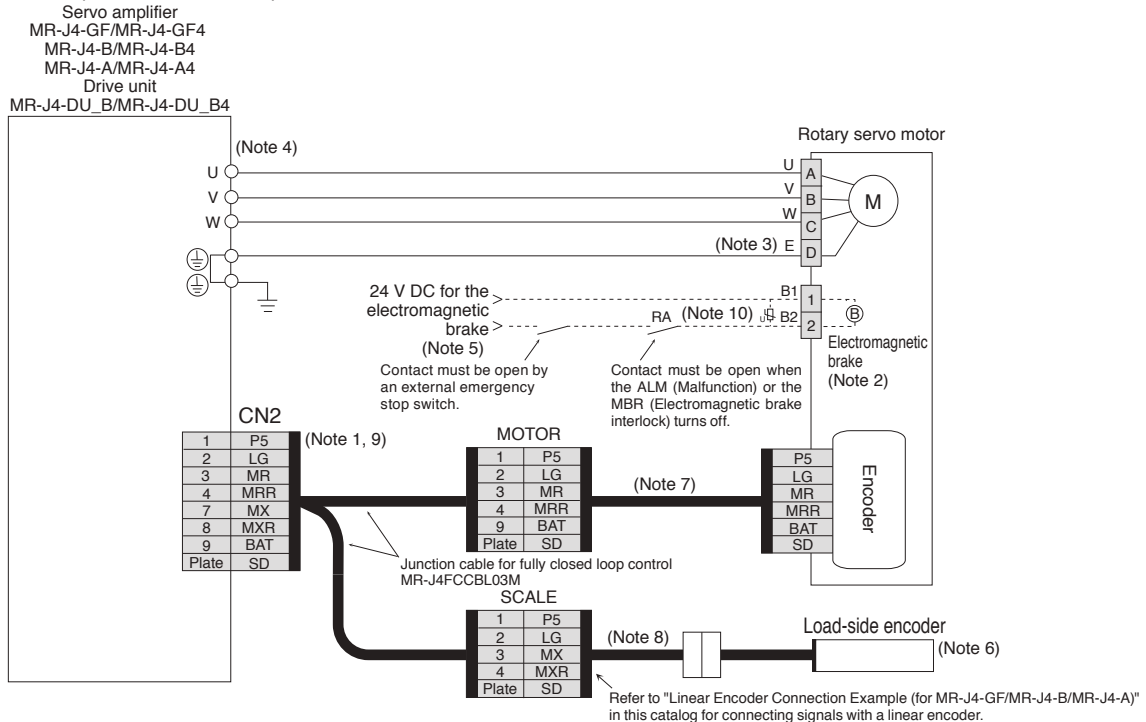 Servo amplifier
MR-J4-GF/MR-J4-GF4
MR-J4-B/MR-J4-B4
MR-J4-A/MR-J4-A4
Drive unit
MR-J4-DU_B/MR-J4-DU_B4
Rotary servo motor
(Note 4)
U
U
A
V
V
B
M
W
W
C
(Note 3)
E
D
24 V DC for the
electromagnetic
brake
(Note 5)
B1
1
RA
(Note 10)
U
B2
2
B
Electromagnetic
brake
(Note 2)
Contact must be open by
an external emergency
stop switch.
Contact must be open when
the ALM (Malfunction) or the
MBR (Electromagnetic brake
interlock) turns off.
CN2
(Note 1, 9)
1 P5
2 LG
3 MR
4 MRR
7 MX
8 MXR
9 BAT
Plate SD
MOTOR
1 P5
2 LG
3 MR
4 MRR
9 BAT
Plate SD
(Note 7)
P5
LG
MR
MRR
BAT
SD
Encoder
Junction cable for fully closed loop control
MR-J4FCCBL03M
SCALE
1 P5
2 LG
3 MX
4 MXR
Plate SD
(Note 8)
Load-side encoder
(Note 6)
Refer to "Linear Encoder Connection Example (for MR-J4-GF/MR-J4-B/MR-J4-A)"
in this catalog for connecting signals with a linear encoder.